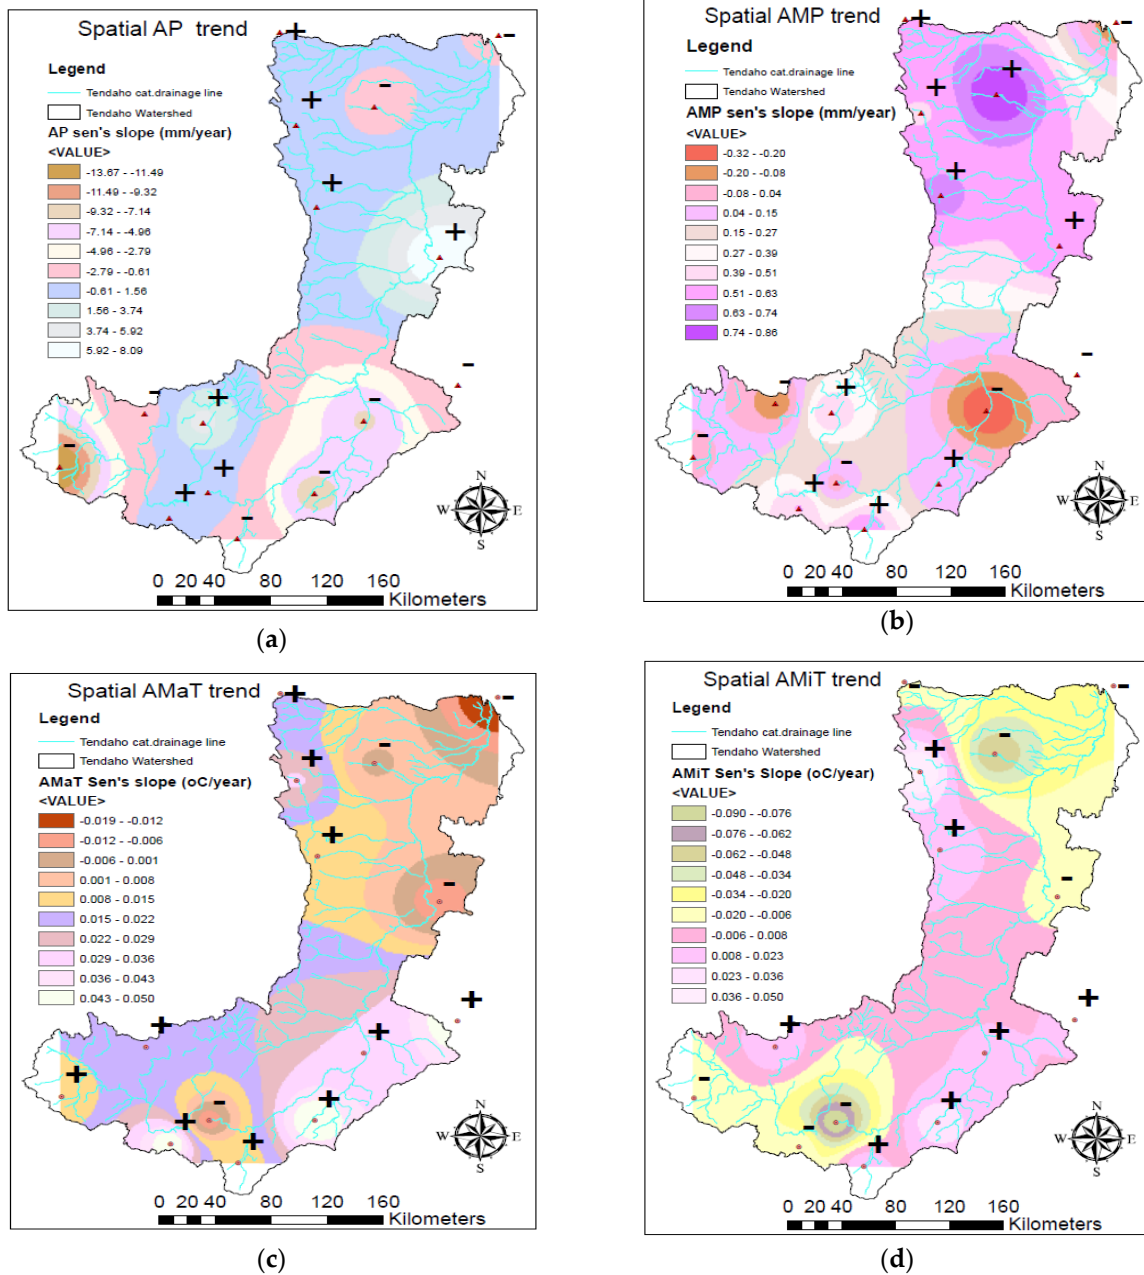 Spatial AP trend
Legend
Tendaho cat.drainage line
Tendaho Watershed
AP sen's slope (mm/year)
<VALUE>
-13.67 - -11.49
-11.49 - -9.32
-9.32 - -7.14
-7.14 - -4.96
-4.96 - -2.79
-2.79 - -0.61
-0.61 - 1.56
1.56 - 3.74
3.74 - 5.92
5.92 - 8.09
N
W E
S
0 20 40 80 120 160
Kilometers
(a)
Spatial AMP trend
Legend
Tendaho cat.drainage line
Tendaho Watershed
AMP sen's slope (mm/year)
<VALUE>
-0.32 - -0.20
-0.20 - -0.08
-0.08 - 0.04
0.04 - 0.15
0.15 - 0.27
0.27 - 0.39
0.39 - 0.51
0.51 - 0.63
0.63 - 0.74
0.74 - 0.86
N
W E
S
0 20 40 80 120 160
Kilometers
(b)
Spatial AMaT trend
Legend
Tendaho cat.drainage line
Tendaho Watershed
AMaT Sen's slope (oC/year)
<VALUE>
-0.019 - -0.012
-0.012 - -0.006
-0.006 - 0.001
0.001 - 0.008
0.008 - 0.015
0.015 - 0.022
0.022 - 0.029
0.029 - 0.036
0.036 - 0.043
0.043 - 0.050
N
W E
S
0 20 40 80 120 160
Kilometers
(c)
Spatial AMiT trend
Legend
Tendaho cat.drainage line
Tendaho Watershed
AMiT Sen's Slope (oC/year)
<VALUE>
-0.090 - -0.076
-0.076 - -0.062
-0.062 - -0.048
-0.048 - -0.034
-0.034 - -0.020
-0.020 - -0.006
-0.006 - 0.008
0.008 - 0.023
0.023 - 0.036
0.036 - 0.050
N
W E
S
0 20 40 80 120 160
Kilometers
(d)